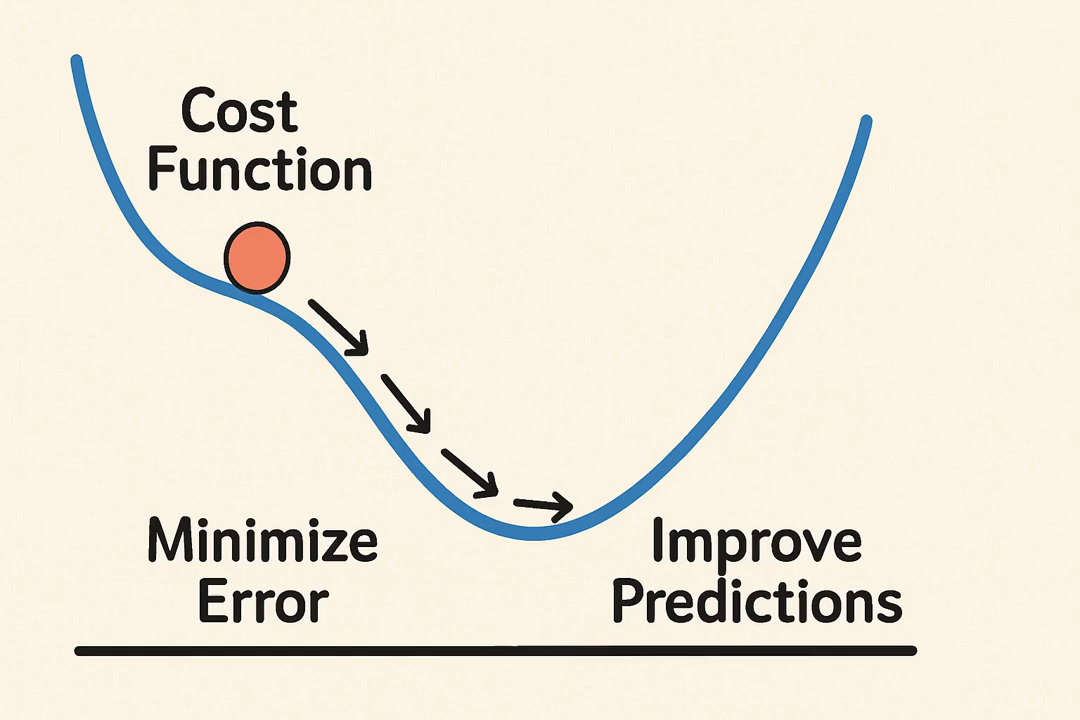 Cost
Function
Minimize
Error
Improve
Predictions